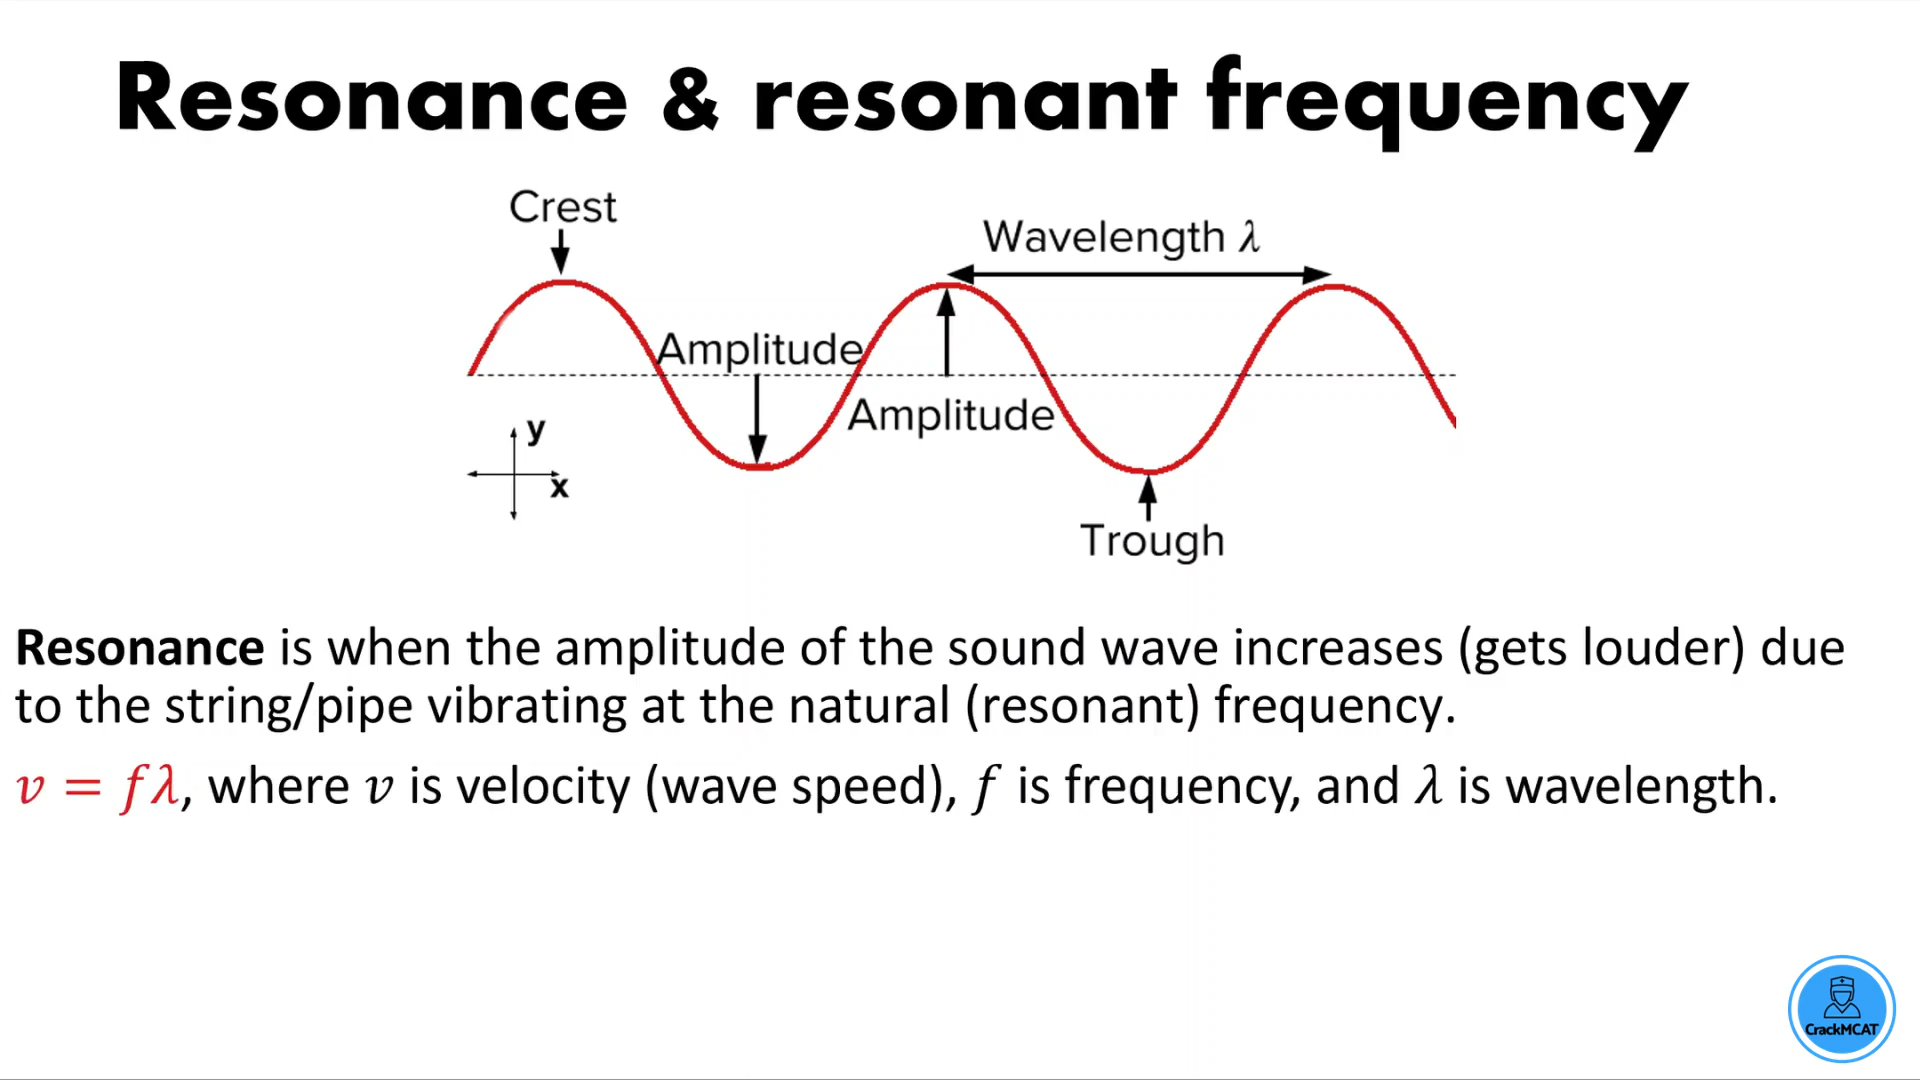 Resonance & resonant frequency
Crest
Wavelength λ
Amplitude
Amplitude
y
x
Trough
Resonance is when the amplitude of the sound wave increases (gets louder) due
to the string/pipe vibrating at the natural (resonant) frequency.
v = fλ, where v is velocity (wave speed), f is frequency, and λ is wavelength.
CrackMCAT